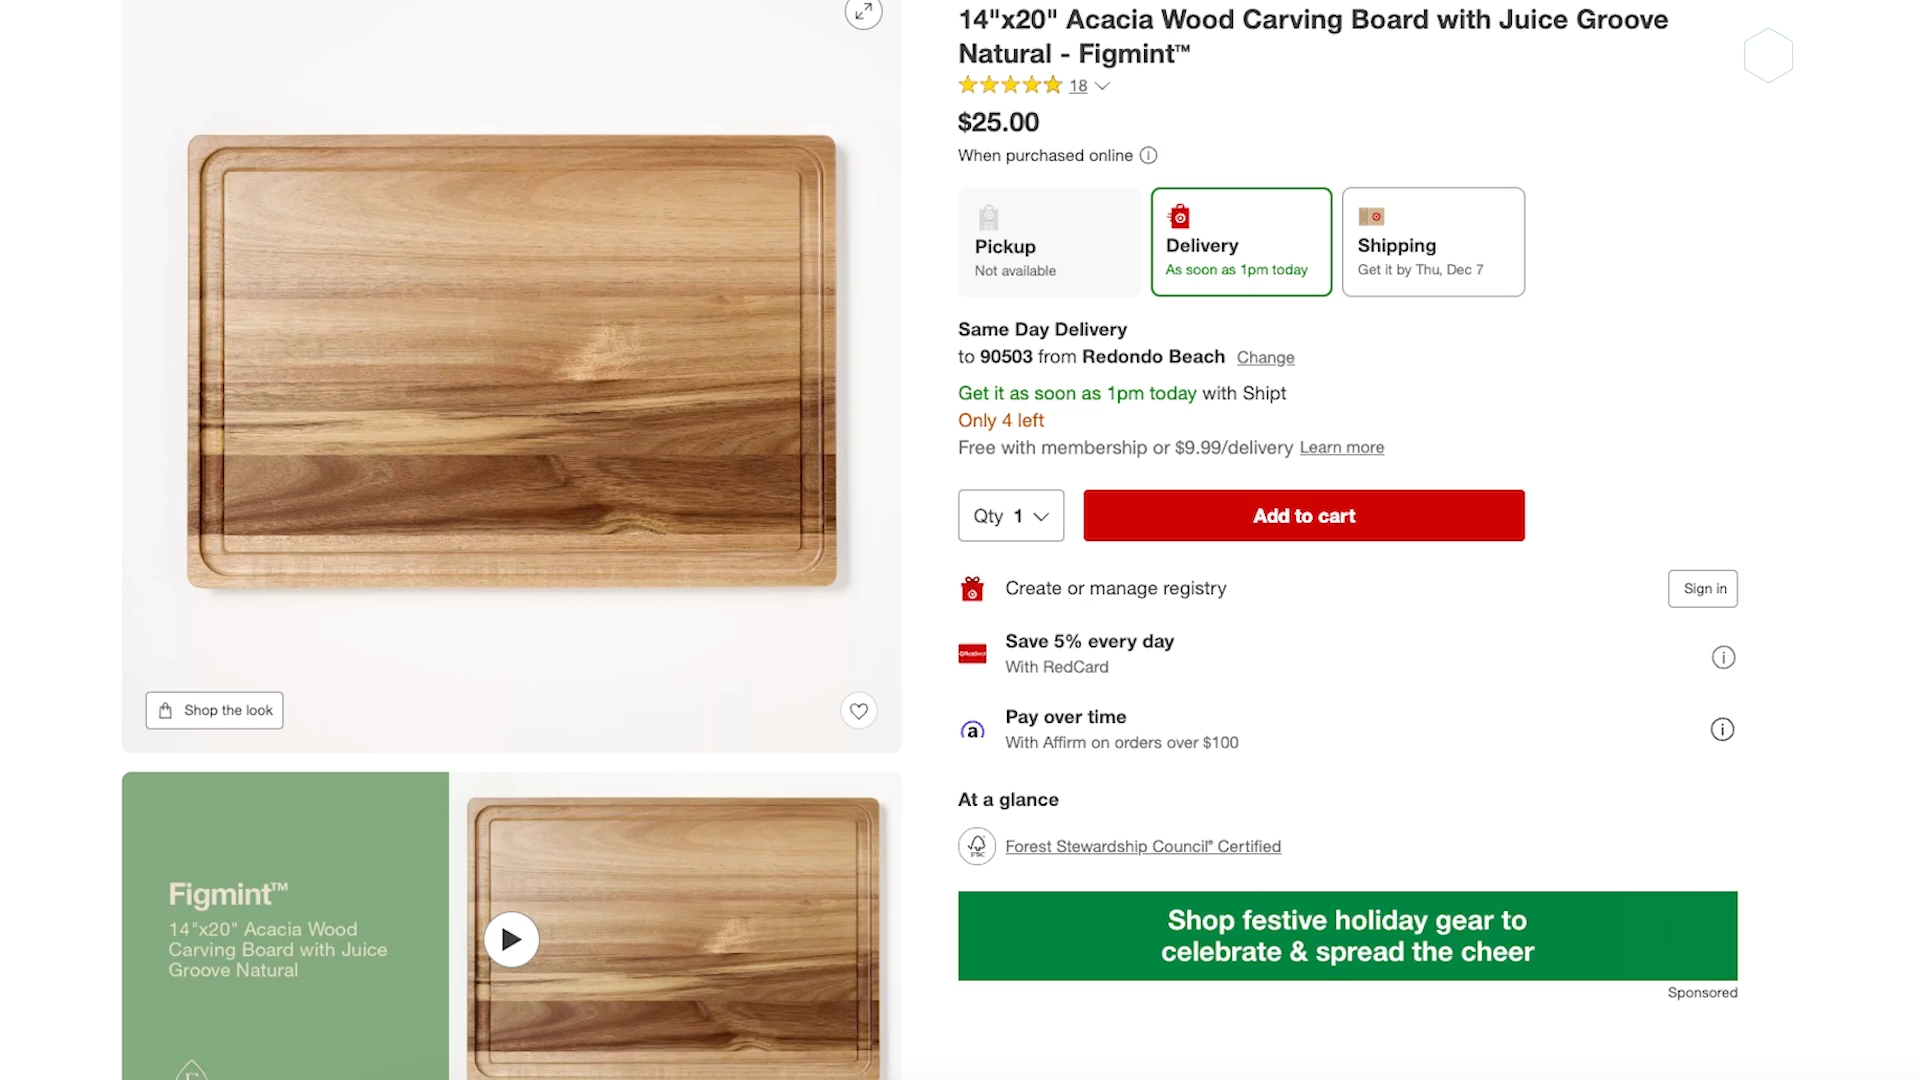 14"x20" Acacia Wood Carving Board with Juice Groove
Natural - Figmint™
18
$25.00
When purchased online
Pickup
Not available
Delivery
As soon as 1pm today
Shipping
Get it by Thu, Dec 7
Same Day Delivery
to 90503 from Redondo Beach Change
Get it as soon as 1pm today with Shipt
Only 4 left
Free with membership or $9.99/delivery Learn more
Qty 1
Add to cart
Create or manage registry
Sign in
Save 5% every day
With RedCard
a
Pay over time
With Affirm on orders over $100
At a glance
FSC
Forest Stewardship Council® Certified
Shop festive holiday gear to
celebrate & spread the cheer
Sponsored
Shop the look
Figmint™
14"x20" Acacia Wood
Carving Board with Juice
Groove Natural